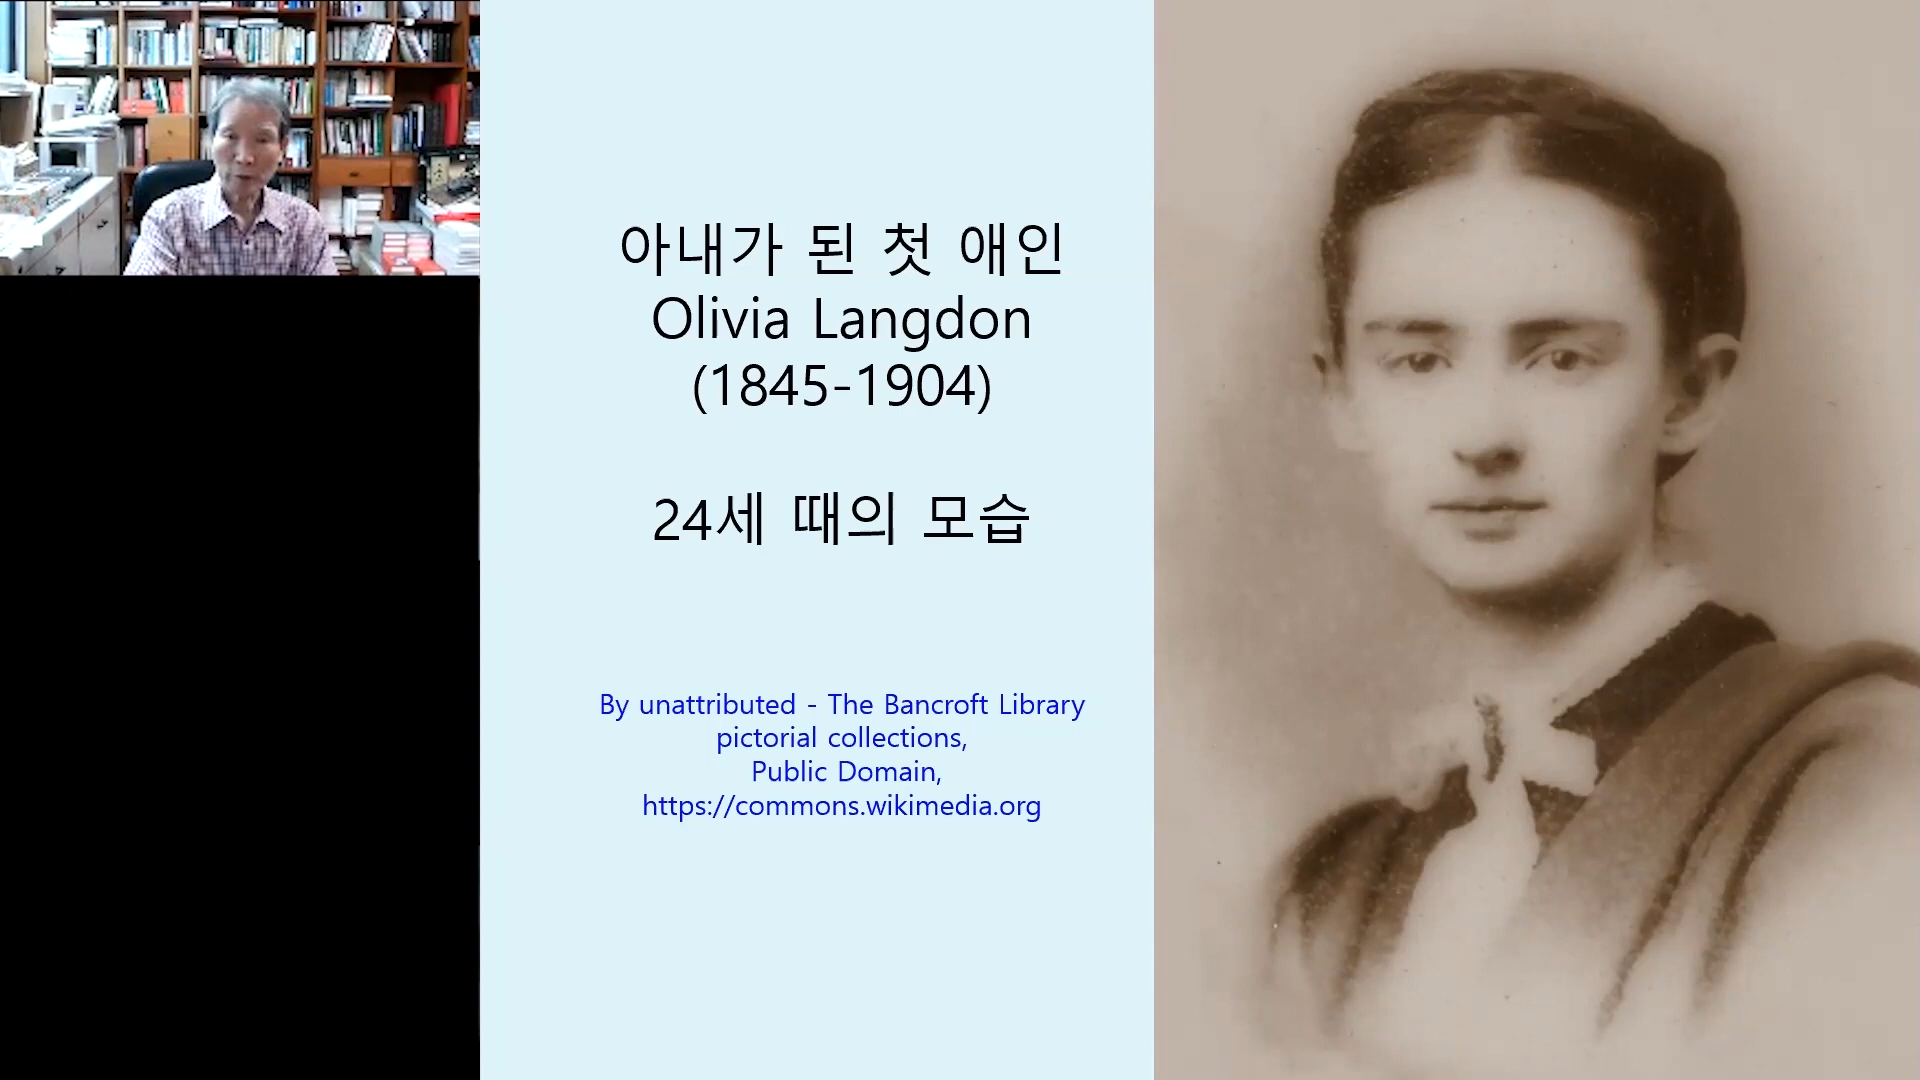 아내가 된 첫 애인
Olivia Langdon
(1845-1904)
24세 때의 모습
By unattributed - The Bancroft Library
pictorial collections,
Public Domain,
https://commons.wikimedia.org